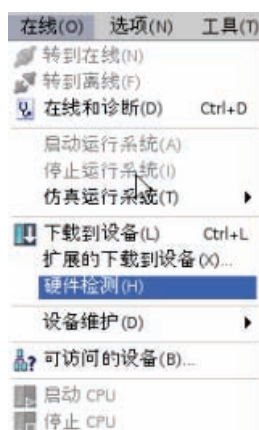 在线(O) 选项(N) 工具(T)
转到在线(N)
转到离线(F)
在线和诊断(D) Ctrl+D
启动运行系统(A)
停止运行系统(I)
仿真运行系统(T)
下载到设备(L) Ctrl+L
扩展的下载到设备(X)...
硬件检测(H)
设备维护(D)
可访问的设备(B)...
启动 CPU
停止 CPU